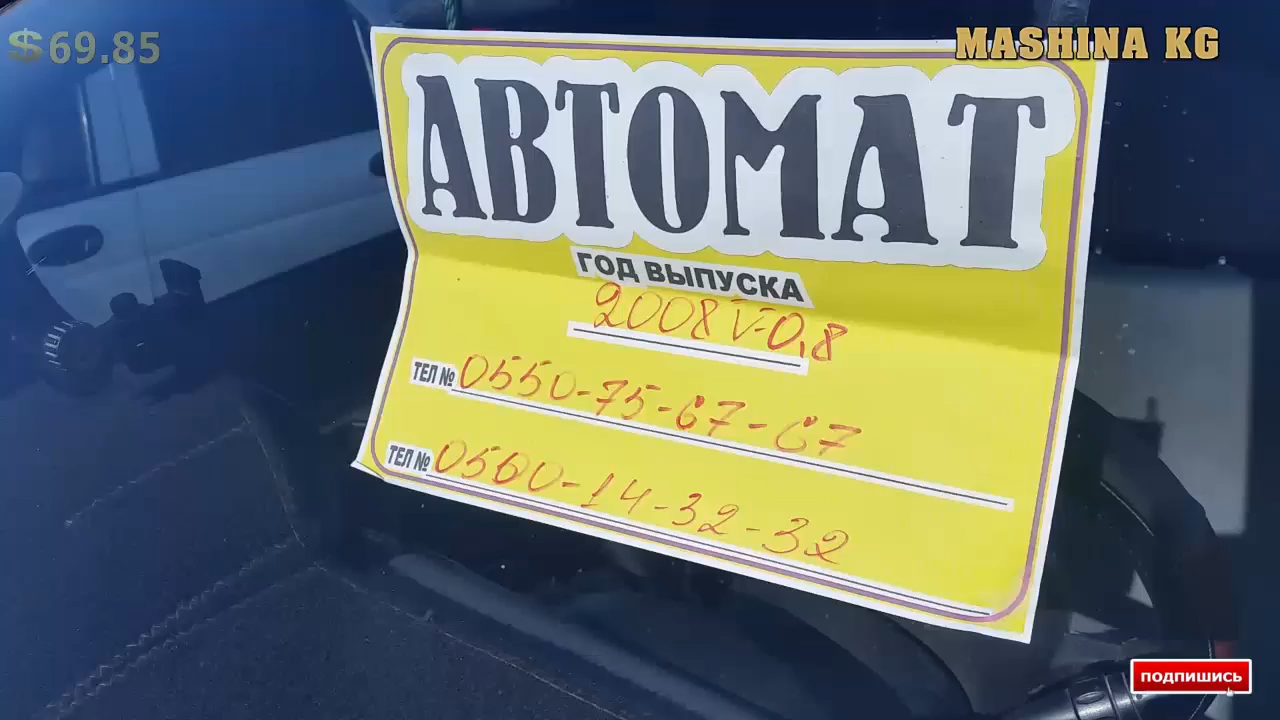 $69.85
MASHINA KG
АВТОМАТ
ГОД ВЫПУСКА
2008 V-0,8
ТЕЛ № 0550-75-67-67
ТЕЛ № 0500-14-32-32
ПОДПИШИСЬ